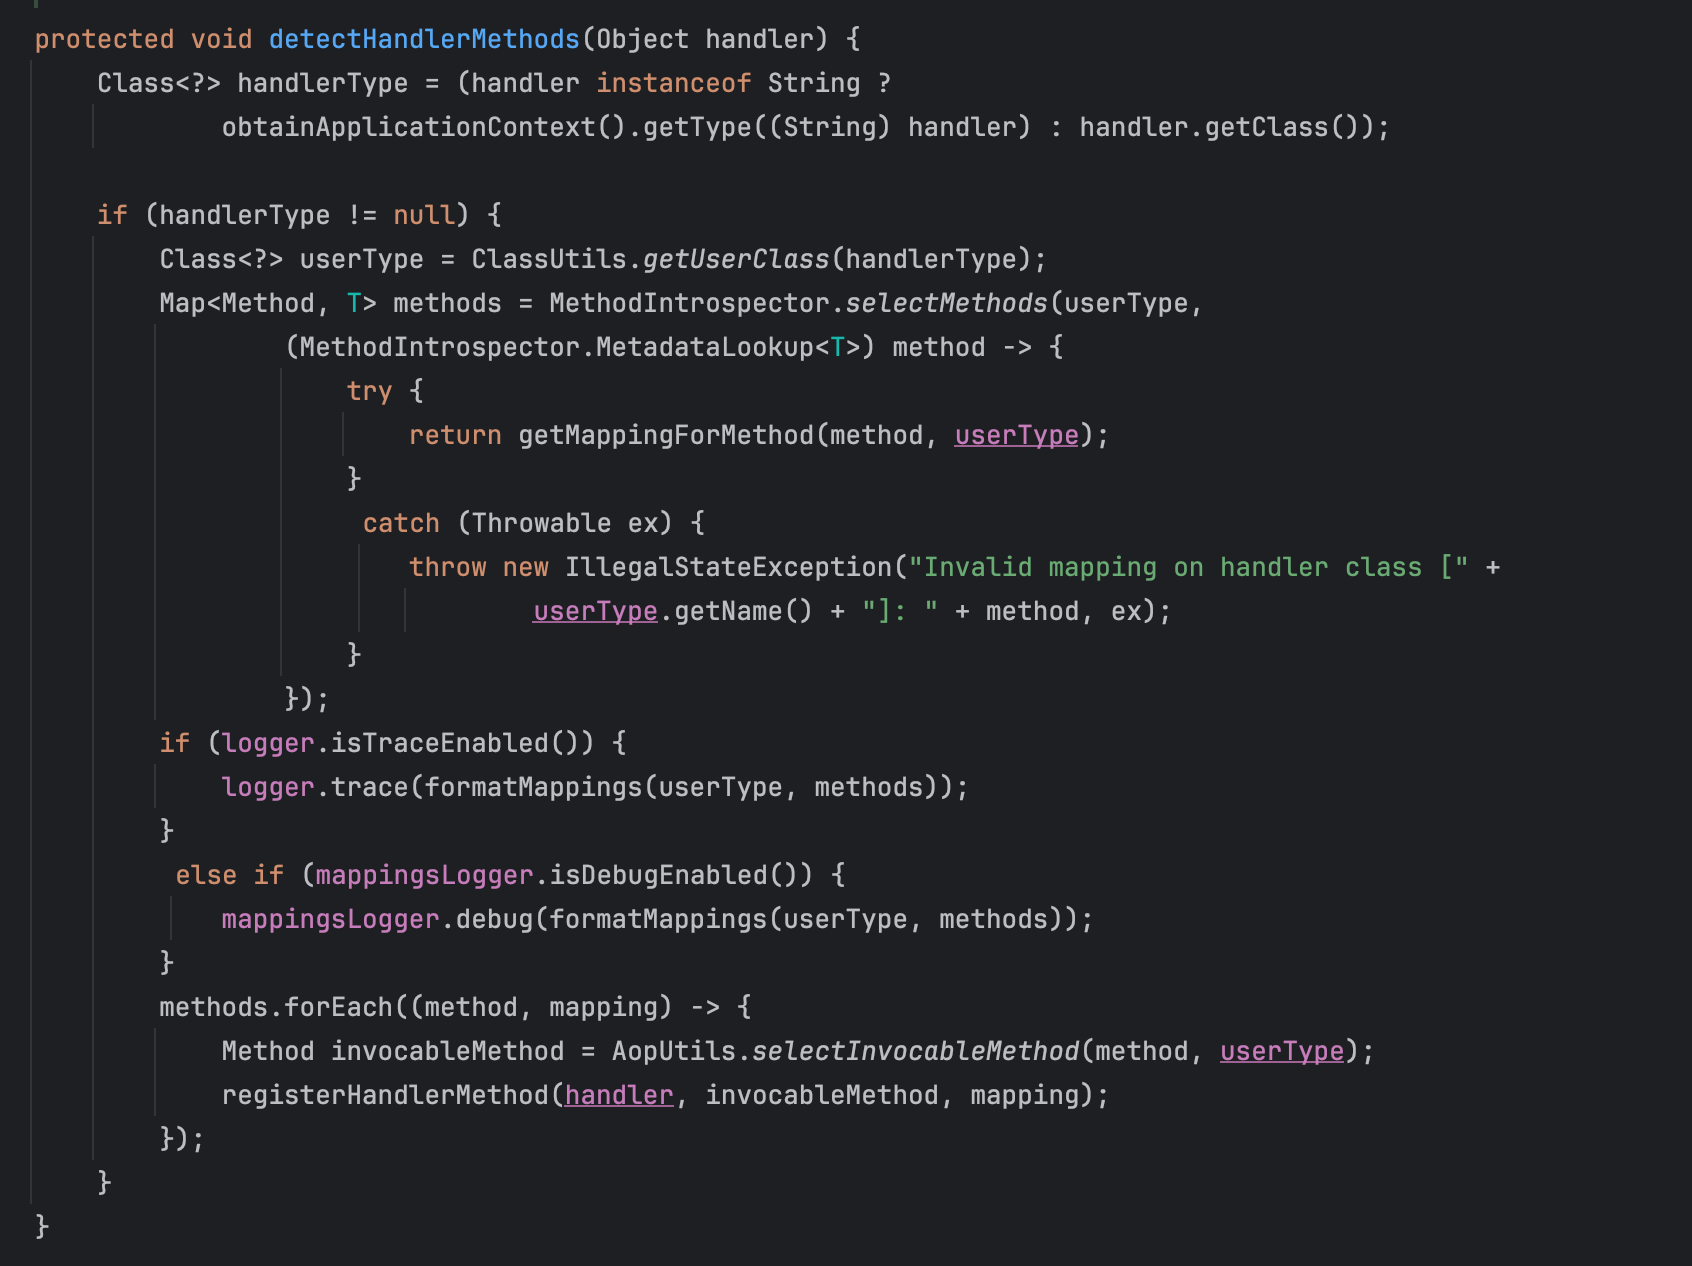 protected void detectHandlerMethods(Object handler) {
    Class<?> handlerType = (handler instanceof String ?
            obtainApplicationContext().getType((String) handler) : handler.getClass());

    if (handlerType != null) {
        Class<?> userType = ClassUtils.getUserClass(handlerType);
        Map<Method, T> methods = MethodIntrospector.selectMethods(userType,
                (MethodIntrospector.MetadataLookup<T>) method -> {
                    try {
                        return getMappingForMethod(method, userType);
                    }
                     catch (Throwable ex) {
                        throw new IllegalStateException("Invalid mapping on handler class [" +
                                userType.getName() + "]: " + method, ex);
                    }
                });
        if (logger.isTraceEnabled()) {
            logger.trace(formatMappings(userType, methods));
        }
         else if (mappingsLogger.isDebugEnabled()) {
            mappingsLogger.debug(formatMappings(userType, methods));
        }
        methods.forEach((method, mapping) -> {
            Method invocableMethod = AopUtils.selectInvocableMethod(method, userType);
            registerHandlerMethod(handler, invocableMethod, mapping);
        });
    }
}